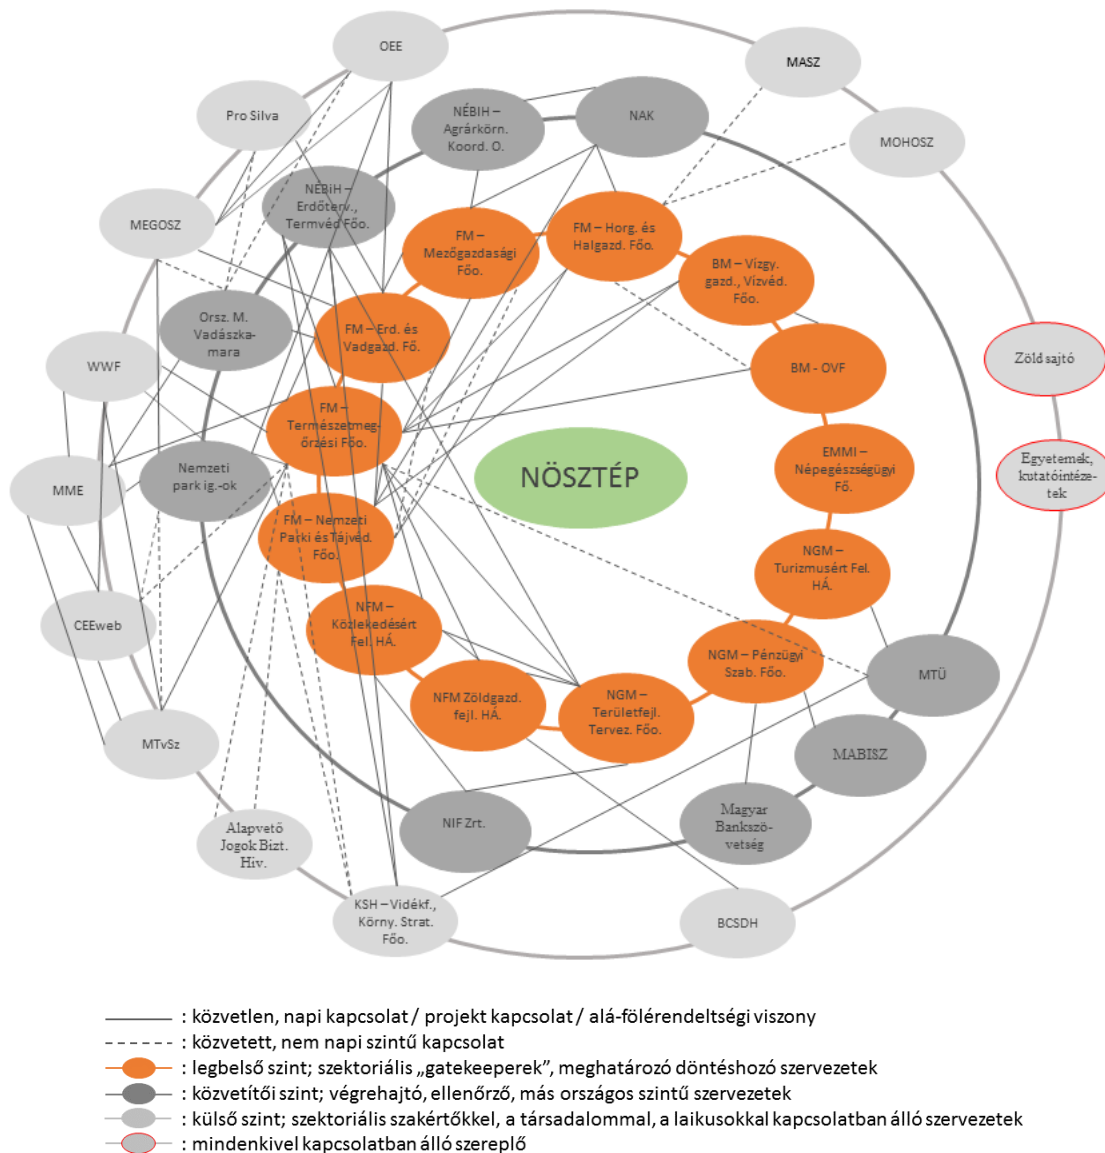 OEE
MASZ
Pro Silva
NÉBIH –
Agrárkörn.
Koord. O.
NAK
MOHOSZ
NÉBiH –
Erdőterv.,
Termvéd Főo.
MEGOSZ
FM –
Mezőgazdasági
Főo.
FM – Horg. és
Halgazd. Főo.
BM – Vízgy.
gazd., Vízvéd.
Főo.
Orsz. M.
Vadászka-
mara
FM – Erd. és
Vadgazd. Fő.
WWF
BM - OVF
Zöld sajtó
FM –
Természetmeg-
őrzési Főo.
NÖSZTÉP
EMMI –
Népegészségügyi
Fő.
Egyetemek,
kutatóintéze-
tek
MME
Nemzeti
park ig.-ok
FM – Nemzeti
Parki és Tájvéd.
Főo.
NGM –
Turizmusért Fel.
HÁ.
CEEweb
NFM –
Közlekedésért
Fel. HÁ.
NGM – Pénzügyi
Szab. Főo.
MTÜ
NFM Zöldgazd.
fejl. HÁ.
NGM –
Területfejl.
Tervez. Főo.
MTvSz
MABISZ
Alapvető
Jogok Bizt.
Hiv.
NIF Zrt.
Magyar
Bankszö-
vetség
KSH – Vidékf.,
Körny. Strat.
Főo.
BCSDH
: közvetlen, napi kapcsolat / projekt kapcsolat / alá-fölérendeltségi viszony
: közvetett, nem napi szintű kapcsolat
: legbelső szint; szektoriális „gatekeeperek”, meghatározó döntéshozó szervezetek
: közvetítői szint; végrehajtó, ellenőrző, más országos szintű szervezetek
: külső szint; szektoriális szakértőkkel, a társadalommal, a laikusokkal kapcsolatban álló szervezetek
: mindenkivel kapcsolatban álló szereplő